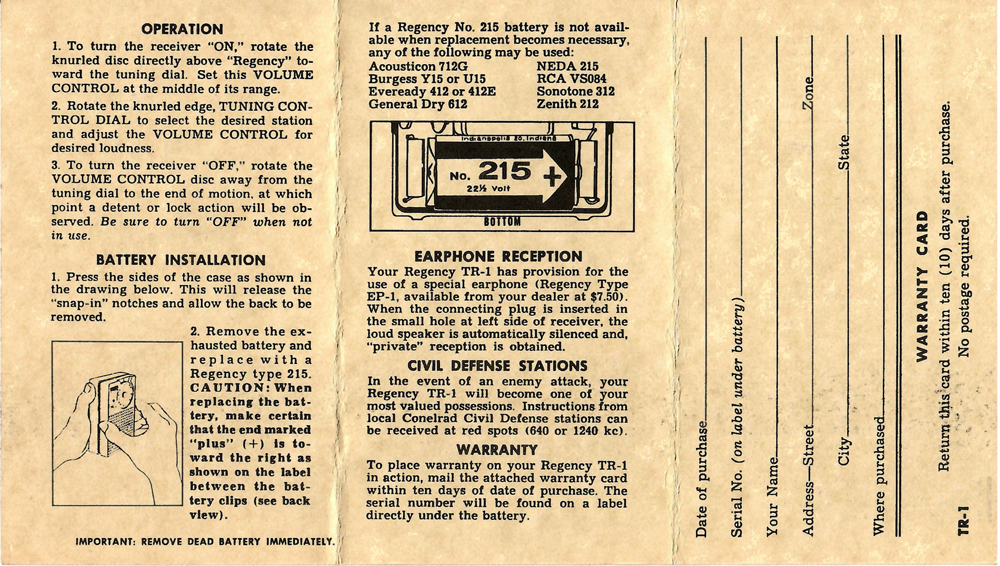 OPERATION
1. To turn the receiver "ON," rotate the
knurled disc directly above "Regency" to-
ward the tuning dial. Set this VOLUME
CONTROL at the middle of its range.
2. Rotate the knurled edge, TUNING CON-
TROL DIAL to select the desired station
and adjust the VOLUME CONTROL for
desired loudness.
3. To turn the receiver "OFF," rotate the
VOLUME CONTROL disc away from the
tuning dial to the end of motion, at which
point a detent or lock action will be ob-
served. Be sure to turn "OFF" when not
in use.
BATTERY INSTALLATION
1. Press the sides of the case as shown in
the drawing below. This will release the
"snap-in" notches and allow the back to be
removed.
2. Remove the ex-
hausted battery and
replace with a
Regency type 215.
CAUTION: When
replacing the bat-
tery, make certain
that the end marked
"plus" (+) is to-
ward the right as
shown on the label
between the bat-
tery clips (see back
view).
IMPORTANT: REMOVE DEAD BATTERY IMMEDIATELY.
If a Regency No. 215 battery is not avail-
able when replacement becomes necessary,
any of the following may be used:
Acousticon 712G NEDA 215
Burgess Y15 or U15 RCA VS084
Eveready 412 or 412E Sonotone 312
General Dry 612 Zenith 212
Indianapolis 20, Indiana
No. 215 +
22½ Volt
BOTTOM
EARPHONE RECEPTION
Your Regency TR-1 has provision for the
use of a special earphone (Regency Type
EP-1, available from your dealer at $7.50).
When the connecting plug is inserted in
the small hole at left side of receiver, the
loud speaker is automatically silenced and,
"private" reception is obtained.
CIVIL DEFENSE STATIONS
In the event of an enemy attack, your
Regency TR-1 will become one of your
most valued possessions. Instructions from
local Conelrad Civil Defense stations can
be received at red spots (640 or 1240 kc).
WARRANTY
To place warranty on your Regency TR-1
in action, mail the attached warranty card
within ten days of date of purchase. The
serial number will be found on a label
directly under the battery.
Date of purchase
Serial No. (on label under battery)
Your Name
Address—Street Zone
City State
Where purchased
WARRANTY CARD
Return this card within ten (10) days after purchase.
TR-1 No postage required.